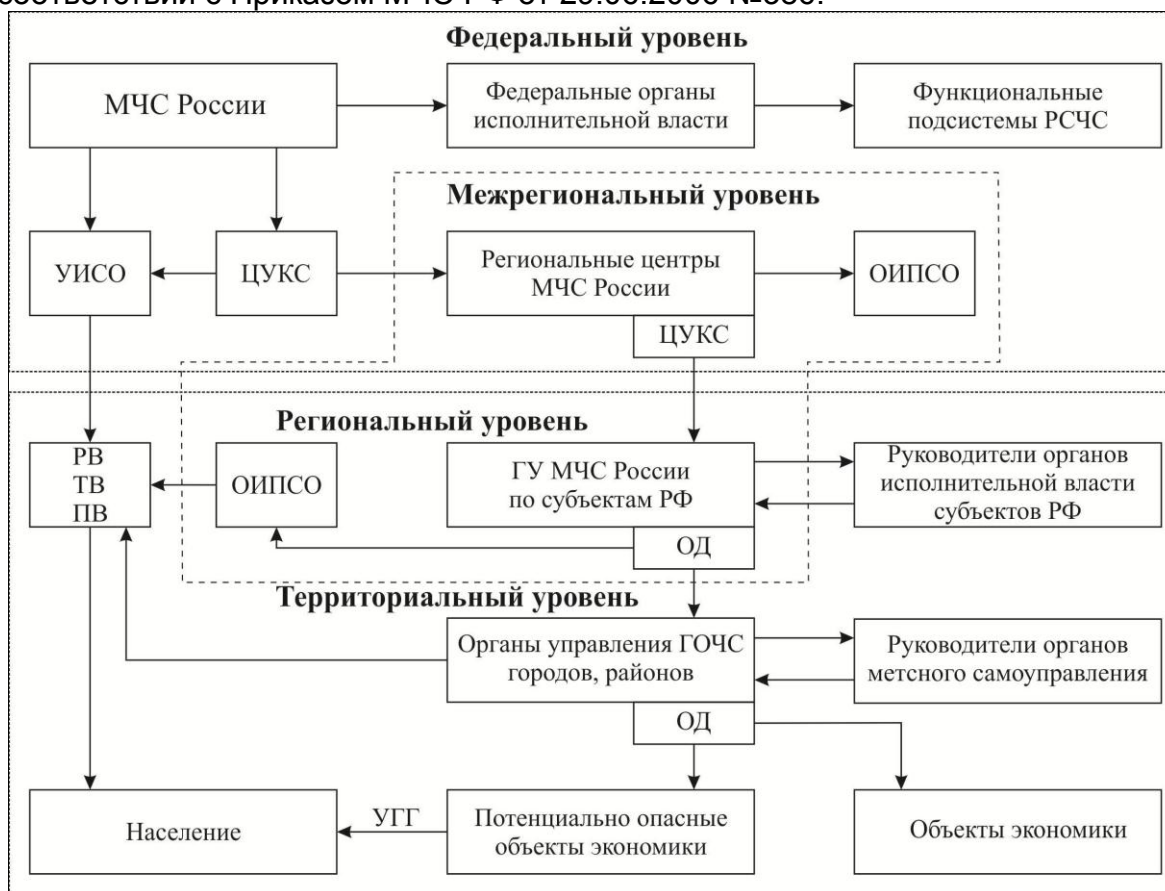 Федеральный уровень
МЧС России
Федеральные органы
исполнительной власти
Функциональные
подсистемы РСЧС
Межрегиональный уровень
УИСО
ЦУКС
Региональные центры
МЧС России
ОИПСО
ЦУКС
Региональный уровень
РВ
ТВ
ПВ
ОИПСО
ГУ МЧС России
по субъектам РФ
Руководители органов
исполнительной власти
субъектов РФ
ОД
Территориальный уровень
Органы управления ГОЧС
городов, районов
Руководители органов
метсного самоуправления
ОД
Население
УГГ
Потенциально опасные
объекты экономики
Объекты экономики